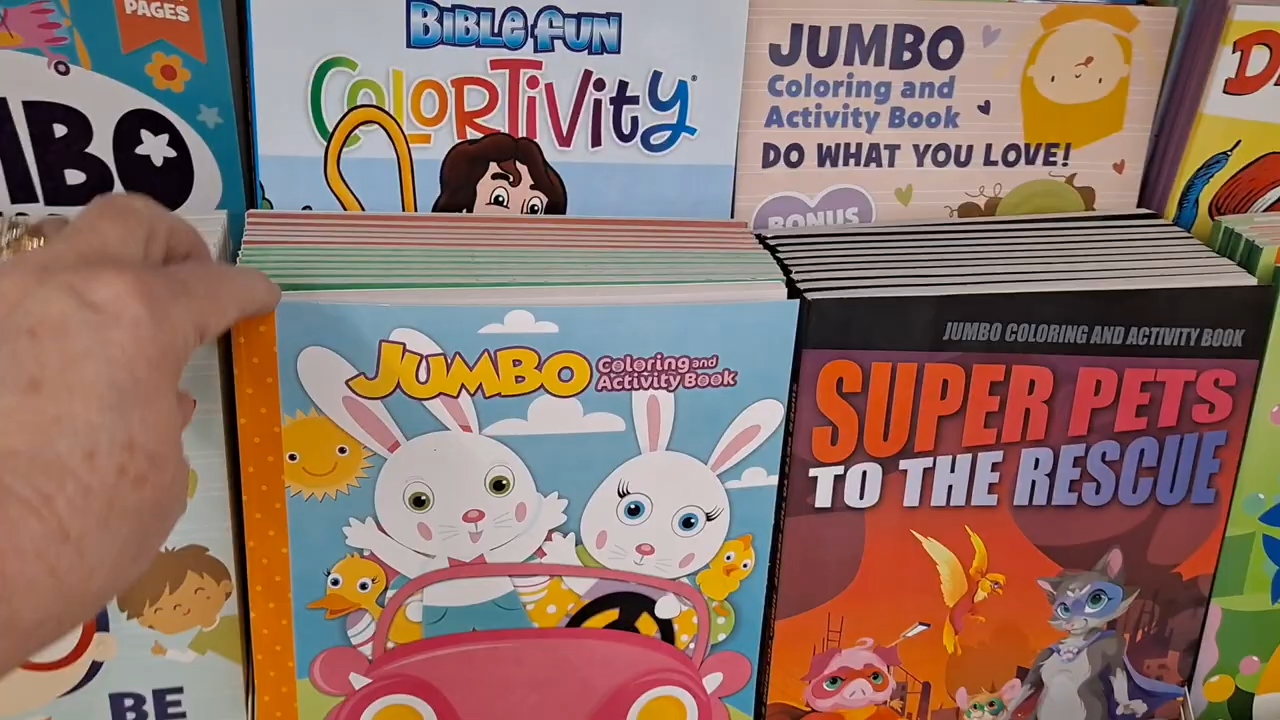 PAGES
BIBLE FUN
COLORTIVITY
JUMBO
Coloring and
Activity Book
DO WHAT YOU LOVE!
BONUS
JUMBO
Coloring and
Activity Book
JUMBO COLORING AND ACTIVITY BOOK
SUPER PETS
TO THE RESCUE
BE